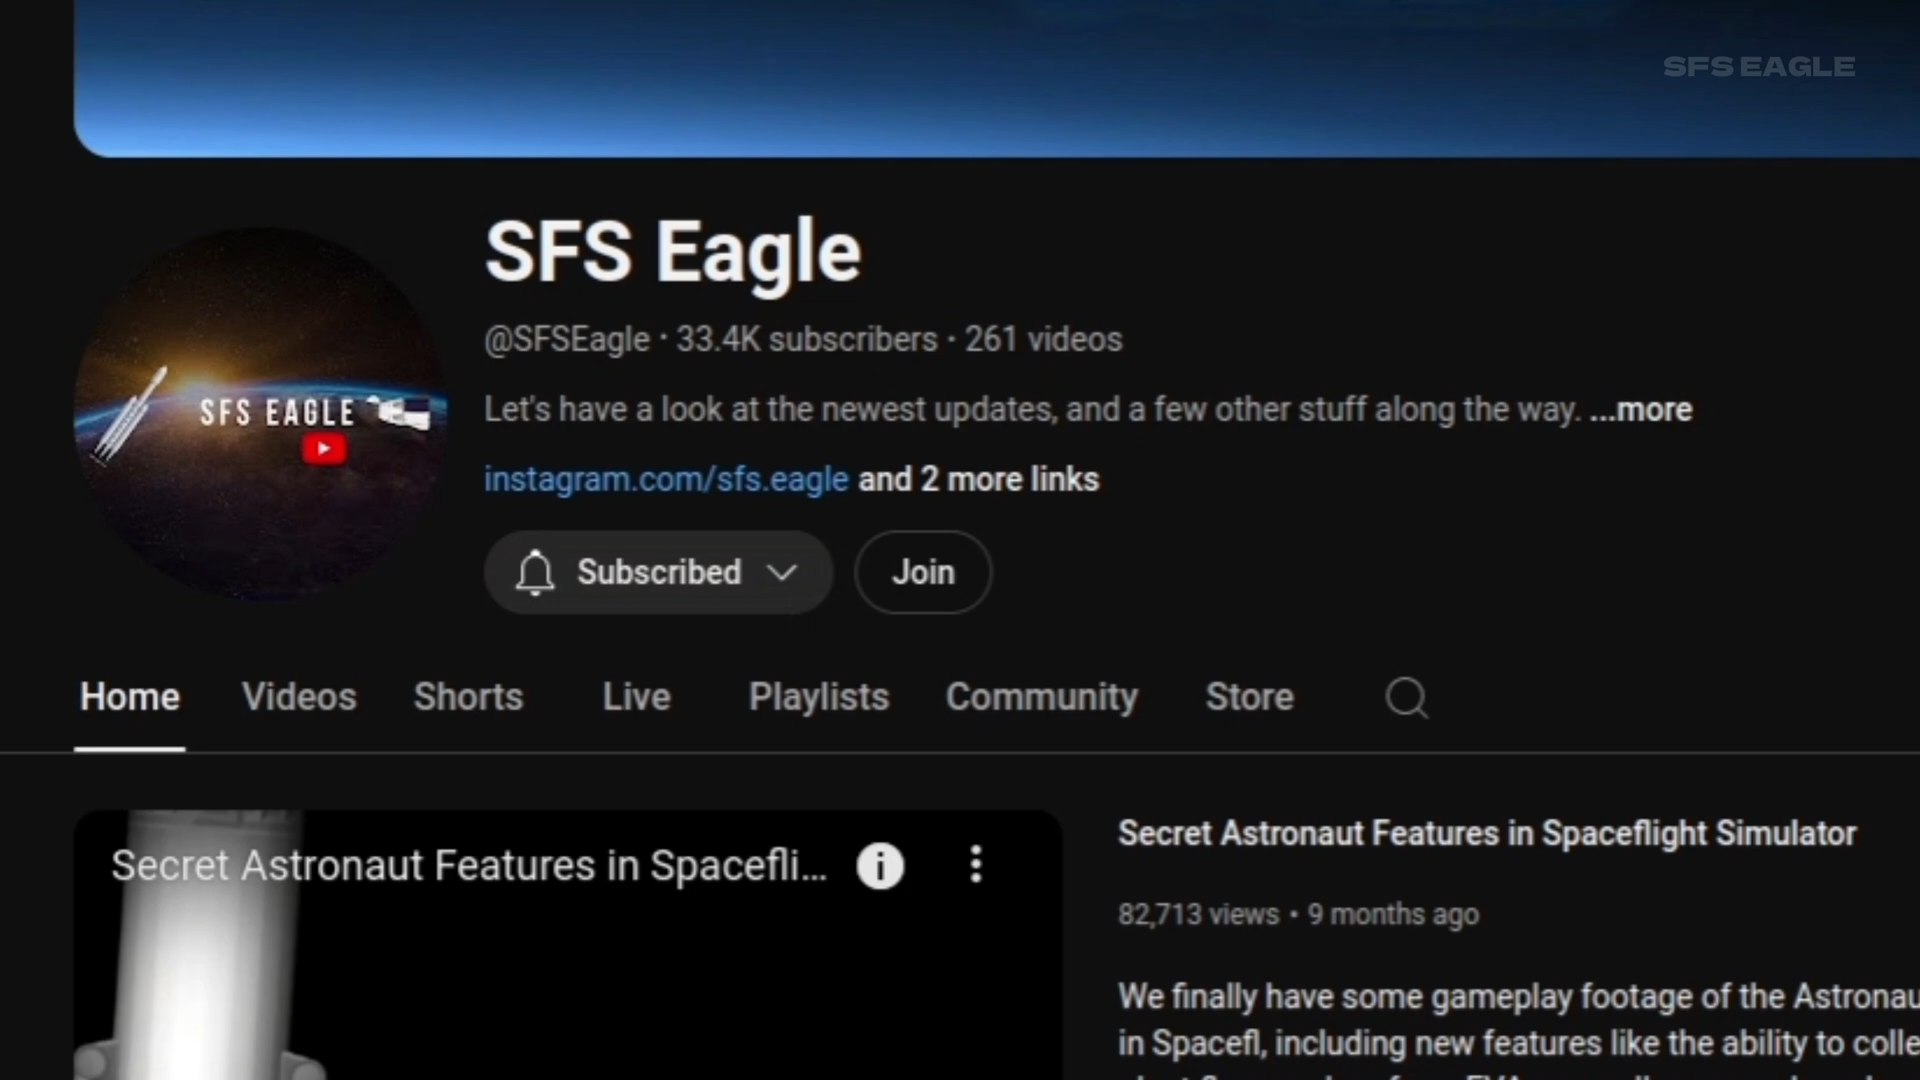 SFS EAGLE
SFS Eagle
@SFSEagle · 33.4K subscribers · 261 videos
Let's have a look at the newest updates, and a few other stuff along the way. ...more
instagram.com/sfs.eagle and 2 more links
SFS EAGLE
Subscribed
Join
Home Videos Shorts Live Playlists Community Store
Secret Astronaut Features in Spacefli...
Secret Astronaut Features in Spaceflight Simulator
82,713 views • 9 months ago
We finally have some gameplay footage of the Astronau
in Spacefl, including new features like the ability to colle